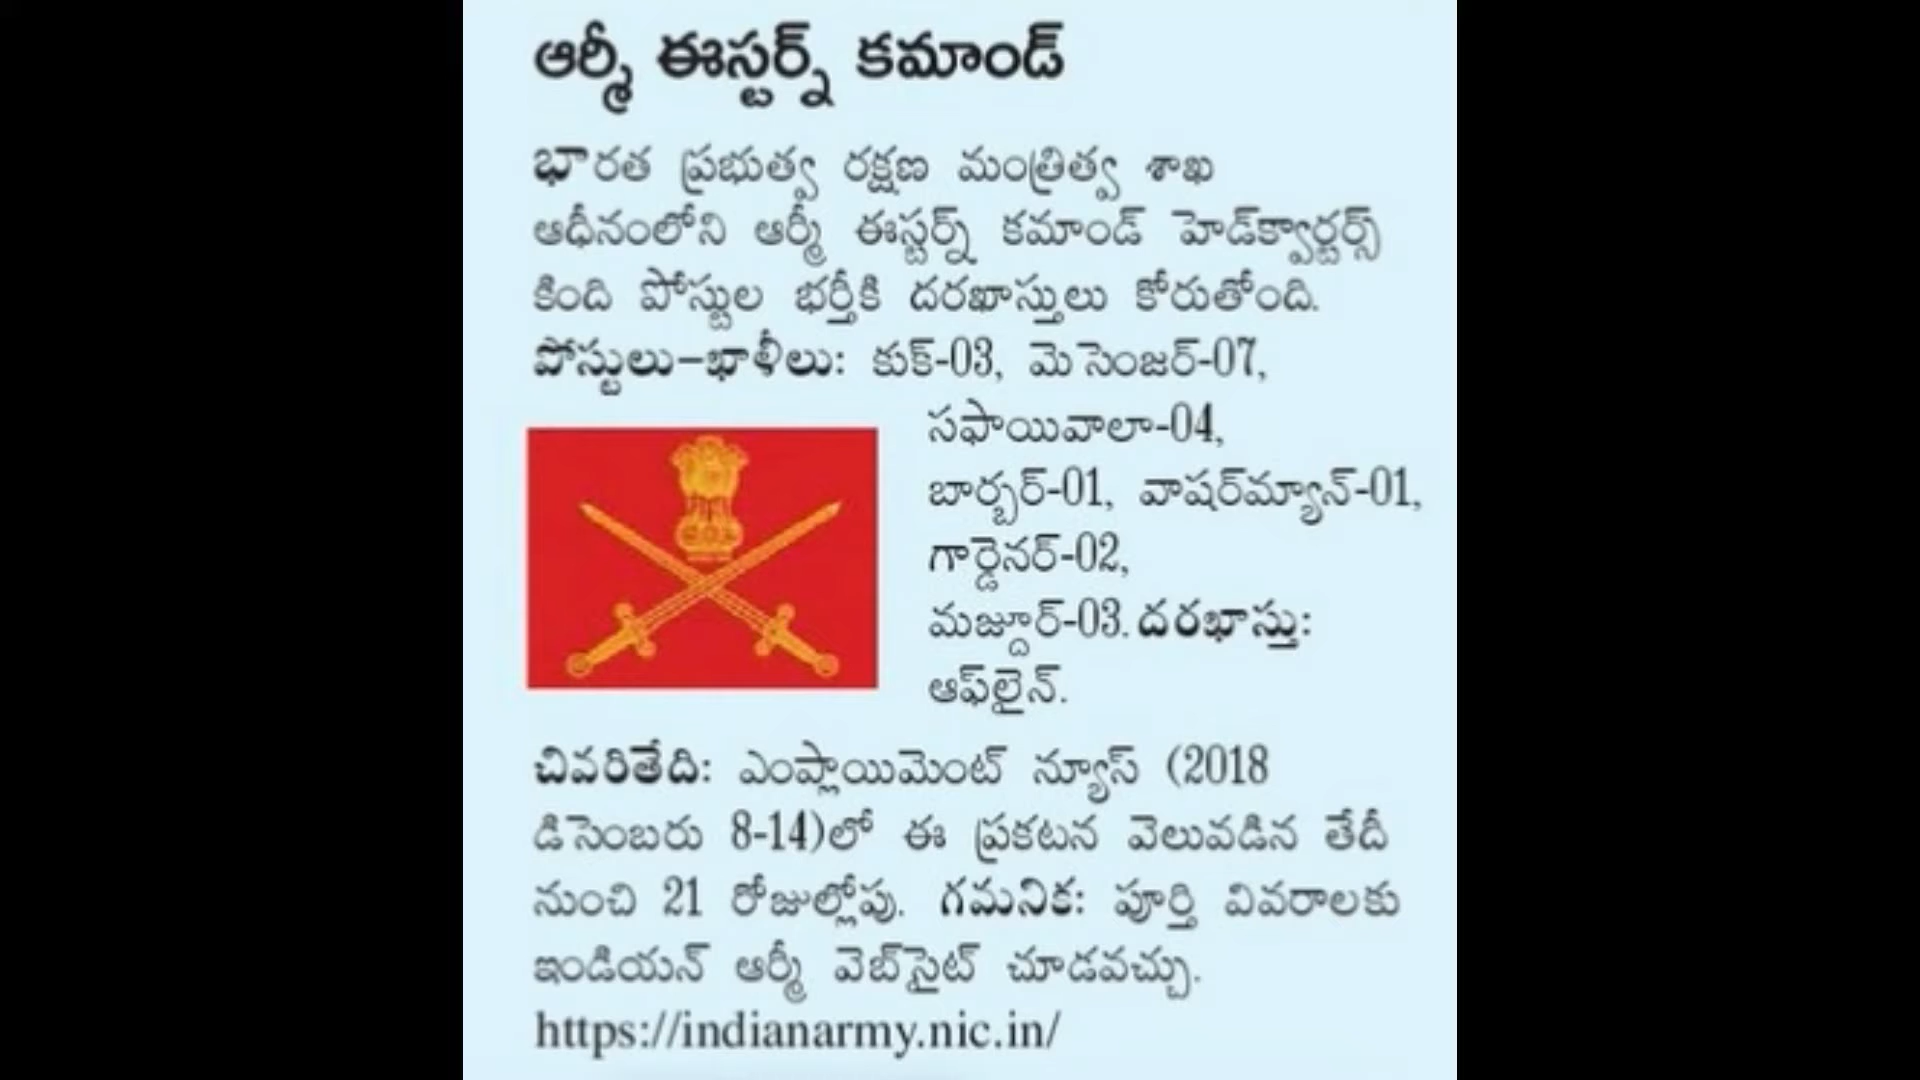 ఆర్మీ ఈస్టర్న్ కమాండ్
భారత ప్రభుత్వ రక్షణ మంత్రిత్వ శాఖ
ఆధీనంలోని ఆర్మీ ఈస్టర్న్ కమాండ్ హెడ్‌క్వార్టర్స్
కింది పోస్టుల భర్తీకి దరఖాస్తులు కోరుతోంది.
పోస్టులు-ఖాళీలు: కుక్-03, మెసెంజర్-07,
సఫాయివాలా-04,
బార్బర్-01, వాషర్‌మ్యాన్-01,
గార్డెనర్-02,
మజ్దూర్-03. దరఖాస్తు:
ఆఫ్‌లైన్.
చివరితేది: ఎంప్లాయిమెంట్ న్యూస్ (2018
డిసెంబరు 8-14)లో ఈ ప్రకటన వెలువడిన తేదీ
నుంచి 21 రోజుల్లోపు. గమనిక: పూర్తి వివరాలకు
ఇండియన్ ఆర్మీ వెబ్‌సైట్ చూడవచ్చు.
https://indianarmy.nic.in/